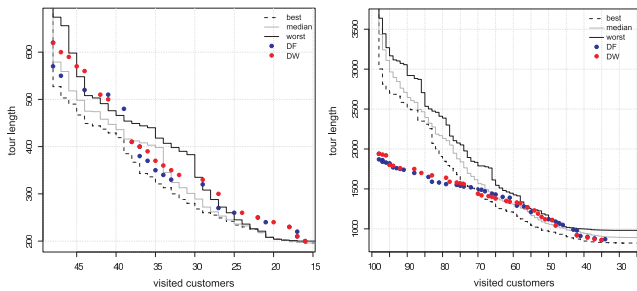 best
median
worst
DF
DW
tour length
200 300 400 500 600
45 40 35 30 25 20 15
visited customers
best
median
worst
DF
DW
tour length
1000 1500 2000 2500 3000 3500
100 90 80 70 60 50 40 30
visited customers